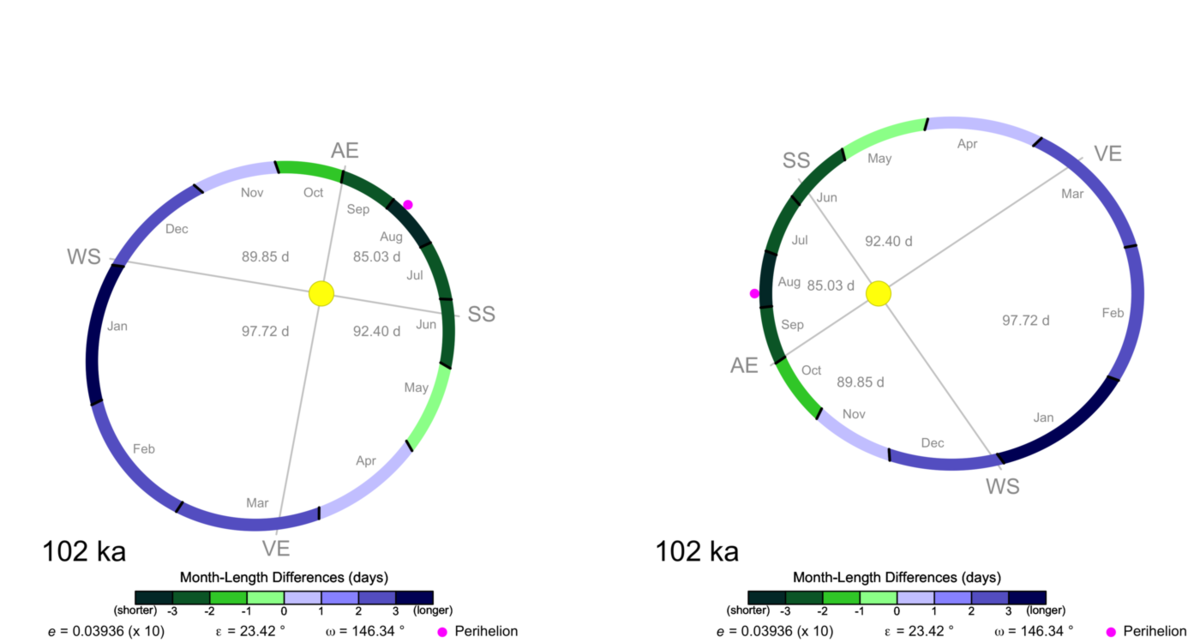 AE
Nov
Oct
Sep
Dec
Aug
WS
89.85 d
85.03 d
Jul
Jan
97.72 d
92.40 d
Jun
SS
May
Feb
Apr
Mar
VE
102 ka
Month-Length Differences (days)
(shorter) -3 -2 -1 0 1 2 3 (longer)
e = 0.03936 (x 10) ε = 23.42 ° ω = 146.34 ° Perihelion
Apr
VE
SS
May
Mar
Jun
Jul
92.40 d
Aug
85.03 d
Sep
97.72 d
Feb
AE
Oct
89.85 d
Nov
Jan
Dec
WS
102 ka
Month-Length Differences (days)
(shorter) -3 -2 -1 0 1 2 3 (longer)
e = 0.03936 (x 10) ε = 23.42 ° ω = 146.34 ° Perihelion